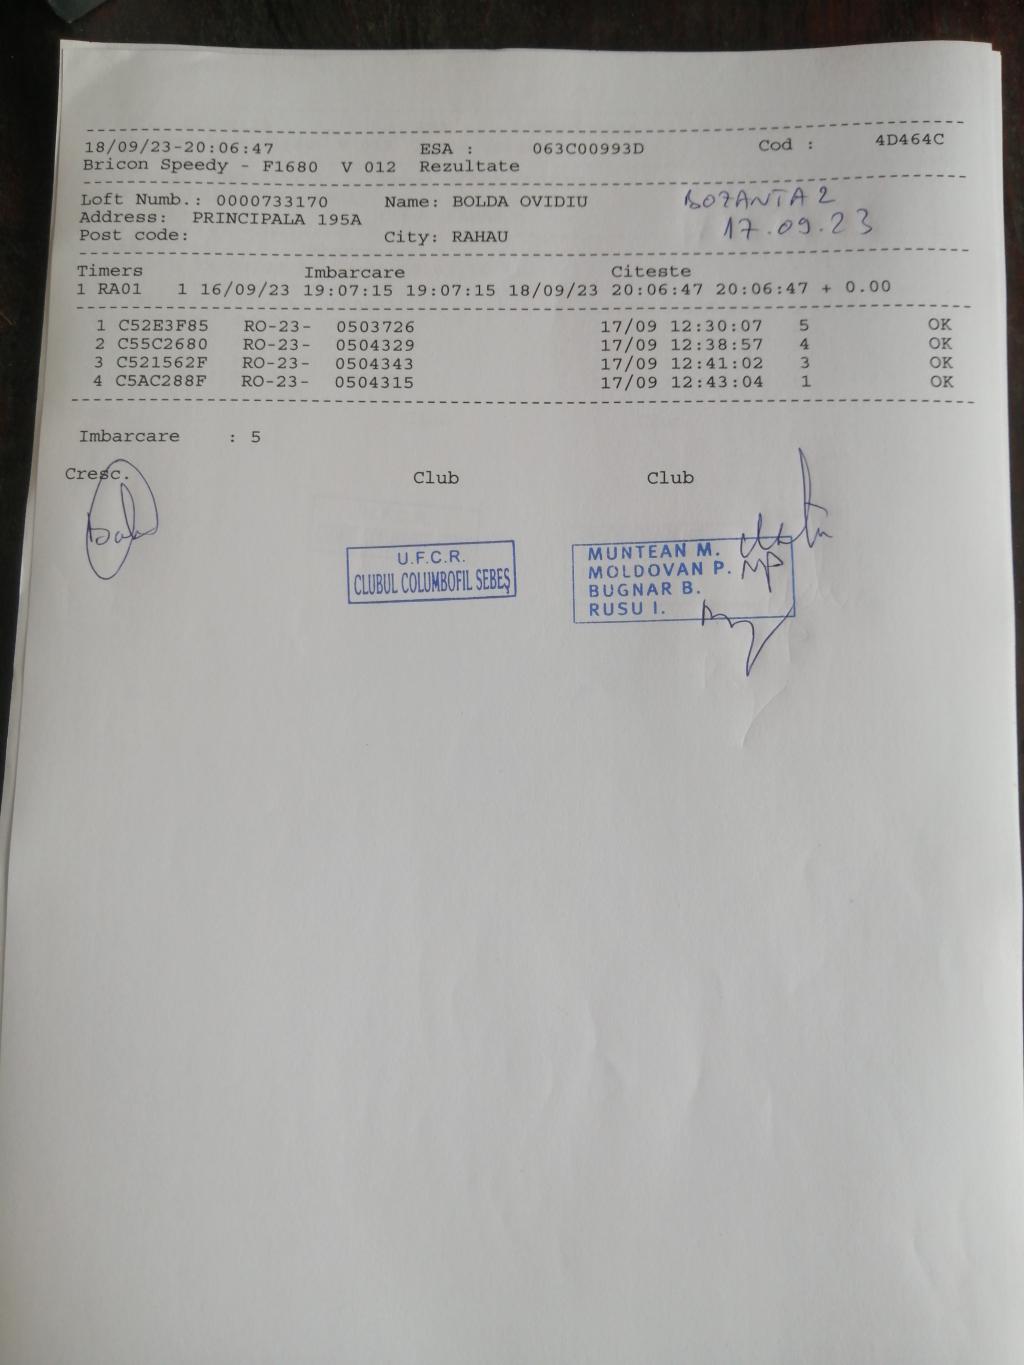 18/09/23-20:06:47 ESA : 063C00993D Cod : 4D464C
Bricon Speedy - F1680 V 012 Rezultate
Loft Numb.: 0000733170 Name: BOLDA OVIDIU BOZANTA 2
Address: PRINCIPALA 195A 17.09.23
Post code: City: RAHAU
Timers Imbarcare Citeste
1 RA01 1 16/09/23 19:07:15 19:07:15 18/09/23 20:06:47 20:06:47 + 0.00
1 C52E3F85 RO-23- 0503726 17/09 12:30:07 5 OK
2 C55C2680 RO-23- 0504329 17/09 12:38:57 4 OK
3 C521562F RO-23- 0504343 17/09 12:41:02 3 OK
4 C5AC288F RO-23- 0504315 17/09 12:43:04 1 OK
Imbarcare : 5
Cresc. Club Club
U.F.C.R.
CLUBUL COLUMBOFIL SEBEȘ
MUNTEAN M.
MOLDOVAN P. MP
BUGNAR B.
RUSU I.